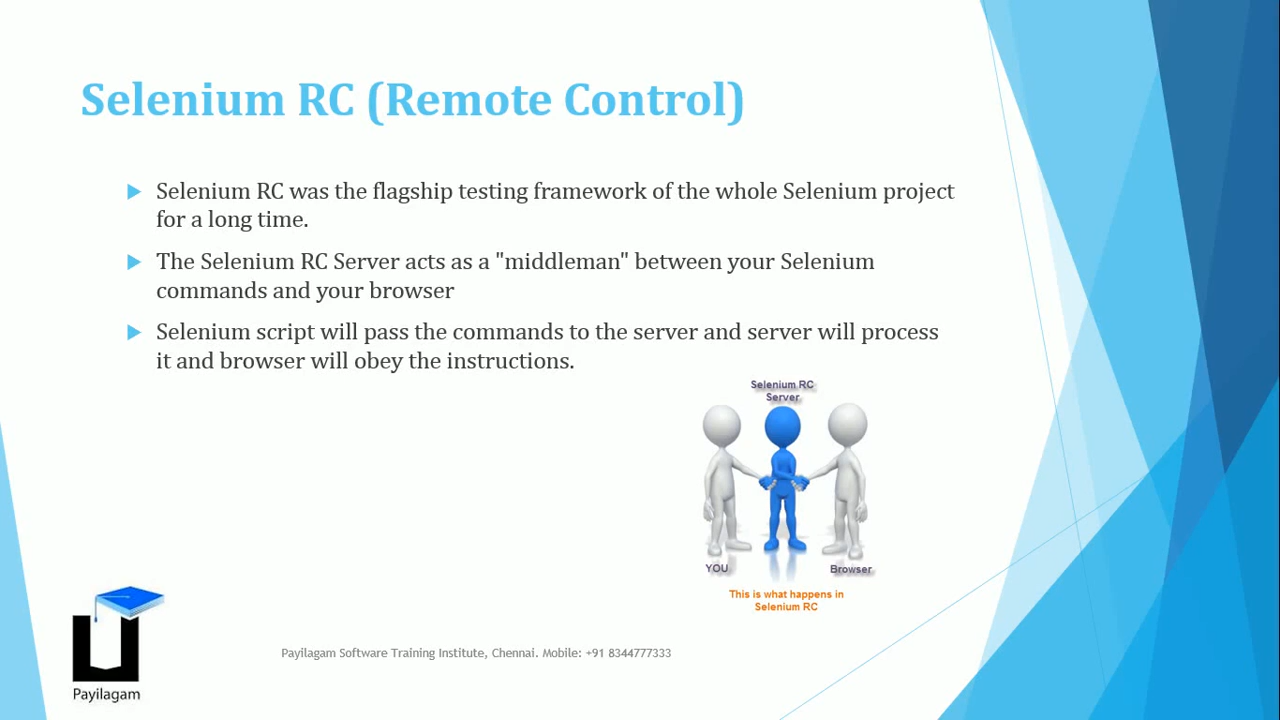 Selenium RC (Remote Control)
Selenium RC was the flagship testing framework of the whole Selenium project
for a long time.
The Selenium RC Server acts as a "middleman" between your Selenium
commands and your browser
Selenium script will pass the commands to the server and server will process
it and browser will obey the instructions.
Selenium RC
Server
YOU
Browser
This is what happens in
Selenium RC
Payilagam Software Training Institute, Chennai. Mobile: +91 8344777333
Payilagam